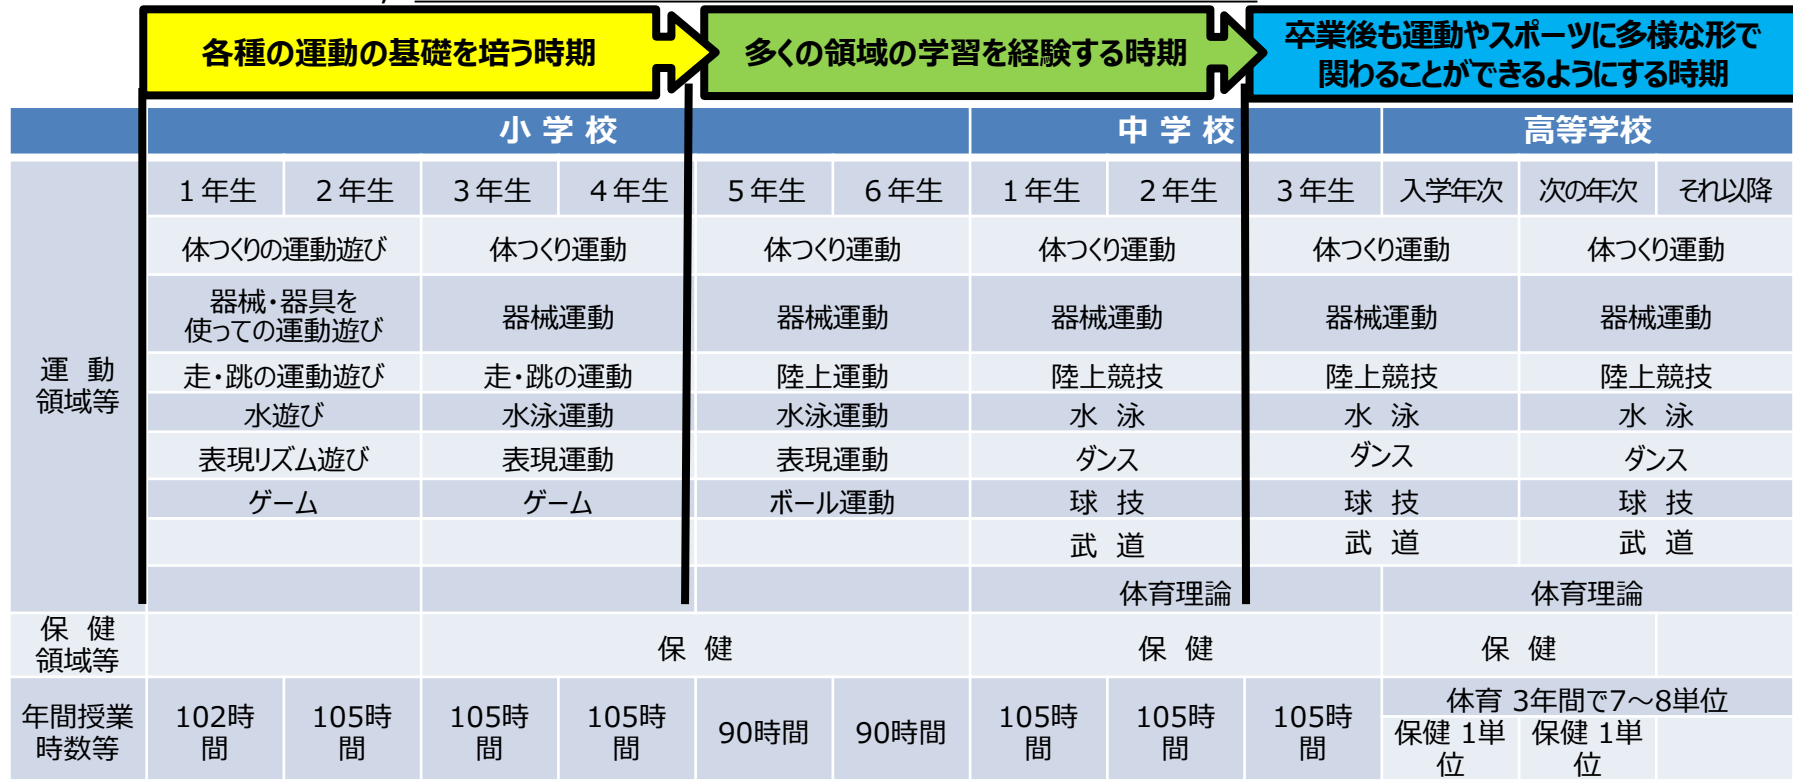 各種の運動の基礎を培う時期
多くの領域の学習を経験する時期
卒業後も運動やスポーツに多様な形で
関わることができるようにする時期
小 学 校
中 学 校
高等学校
１年生
２年生
３年生
４年生
５年生
６年生
１年生
２年生
３年生
入学年次
次の年次
それ以降
運 動
領域等
体つくりの運動遊び
体つくり運動
体つくり運動
体つくり運動
体つくり運動
体つくり運動
器械・器具を
使っての運動遊び
器械運動
器械運動
器械運動
器械運動
器械運動
走・跳の運動遊び
走・跳の運動
陸上運動
陸上競技
陸上競技
陸上競技
水遊び
水泳運動
水泳運動
水 泳
水 泳
水 泳
表現リズム遊び
表現運動
表現運動
ダンス
ダンス
ダンス
ゲーム
ゲーム
ボール運動
球 技
球 技
球 技
武 道
武 道
武 道
体育理論
体育理論
保 健
領域等
保 健
保 健
保 健
年間授業
時数等
102時
間
105時
間
105時
間
105時
間
90時間
90時間
105時
間
105時
間
105時
間
体育 3年間で7～8単位
保健 1単
位
保健 1単
位